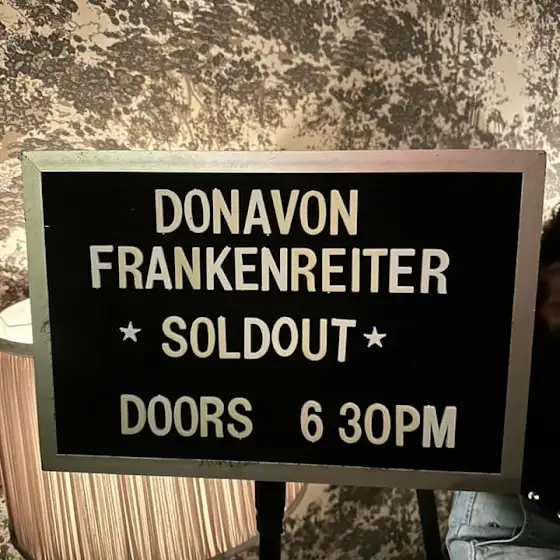 DONAVON
FRANKENREITER
★ SOLDOUT ★
DOORS 6 30PM